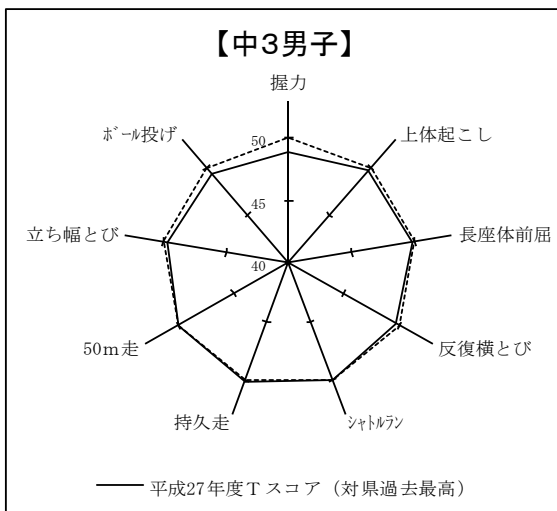 【中3男子】
握力
ﾎﾞｰﾙ投げ
上体起こし
50
立ち幅とび
45
長座体前屈
40
50m走
反復横とび
持久走
ｼｬﾄﾙﾗﾝ
平成27年度Ｔスコア（対県過去最高）